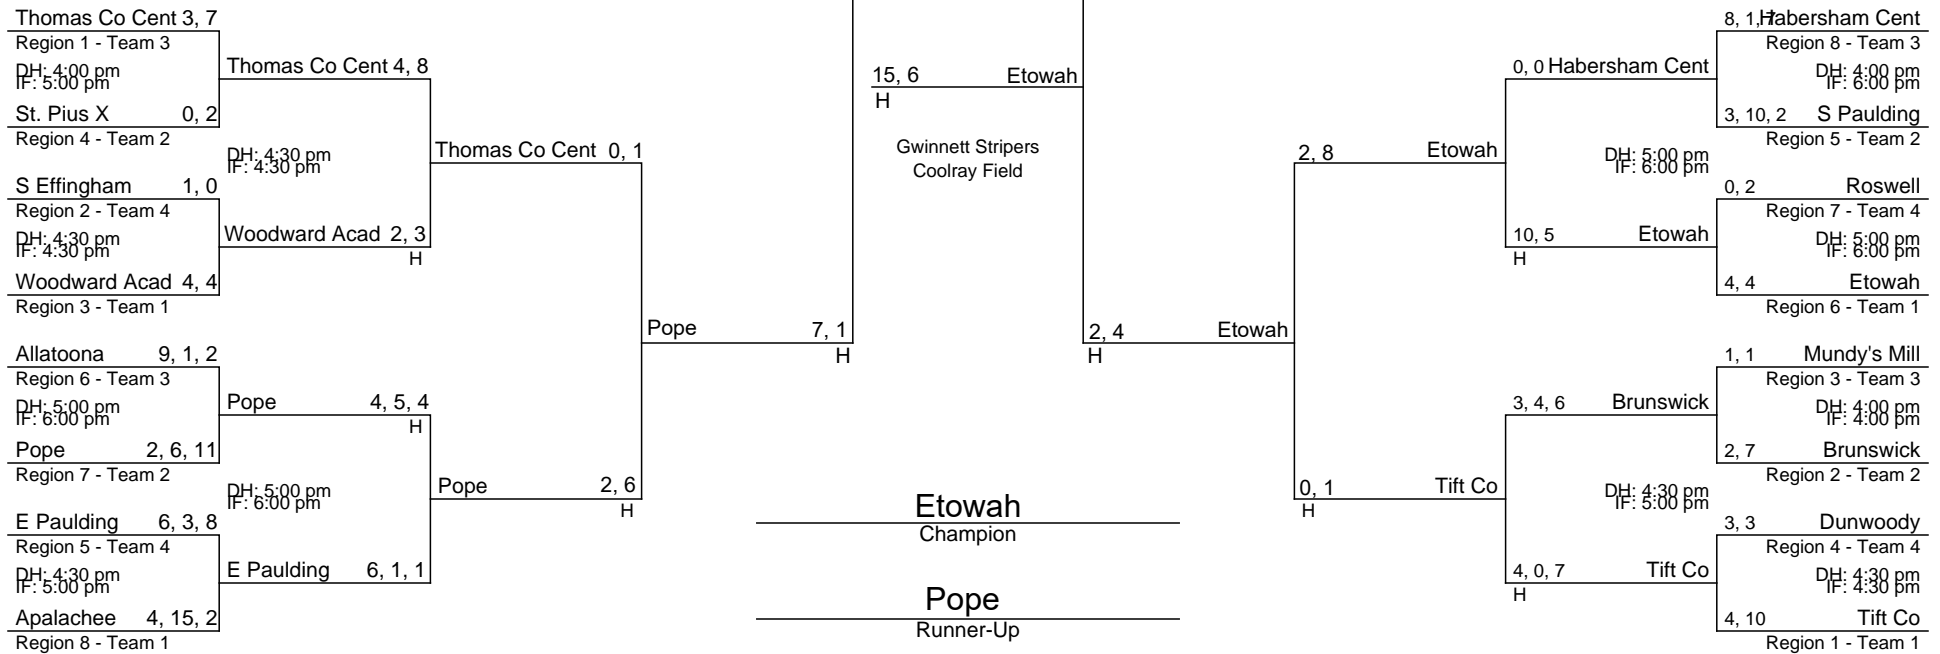 Thomas Co Cent 3, 7
Region 1 - Team 3
DH: 4:00 pm
IF: 5:00 pm
St. Pius X 0, 2
Region 4 - Team 2
S Effingham 1, 0
Region 2 - Team 4
DH: 4:30 pm
IF: 4:30 pm
Woodward Acad 4, 4
Region 3 - Team 1
Allatoona 9, 1, 2
Region 6 - Team 3
DH: 5:00 pm
IF: 6:00 pm
Pope 2, 6, 11
Region 7 - Team 2
E Paulding 6, 3, 8
Region 5 - Team 4
DH: 4:30 pm
IF: 5:00 pm
Apalachee 4, 15, 2
Region 8 - Team 1
Thomas Co Cent 4, 8
DH: 4:30 pm
IF: 4:30 pm
Woodward Acad 2, 3
H
Pope 4, 5, 4
H
DH: 5:00 pm
IF: 6:00 pm
E Paulding 6, 1, 1
Thomas Co Cent 0, 1
Pope 2, 6
H
Pope 7, 1
H
15, 6 Etowah
H
Gwinnett Stripers
Coolray Field
Etowah
Champion
Pope
Runner-Up
2, 4 Etowah
H
2, 8 Etowah
0, 1 Tift Co
H
0, 0 Habersham Cent
DH: 5:00 pm
IF: 6:00 pm
10, 5 Etowah
H
3, 4, 6 Brunswick
DH: 4:30 pm
IF: 5:00 pm
4, 0, 7 Tift Co
H
8, 1, 7 Habersham Cent
Region 8 - Team 3
DH: 4:00 pm
IF: 6:00 pm
3, 10, 2 S Paulding
Region 5 - Team 2
0, 2 Roswell
Region 7 - Team 4
DH: 5:00 pm
IF: 6:00 pm
4, 4 Etowah
Region 6 - Team 1
1, 1 Mundy's Mill
Region 3 - Team 3
DH: 4:00 pm
IF: 4:00 pm
2, 7 Brunswick
Region 2 - Team 2
3, 3 Dunwoody
Region 4 - Team 4
DH: 4:30 pm
IF: 4:30 pm
4, 10 Tift Co
Region 1 - Team 1